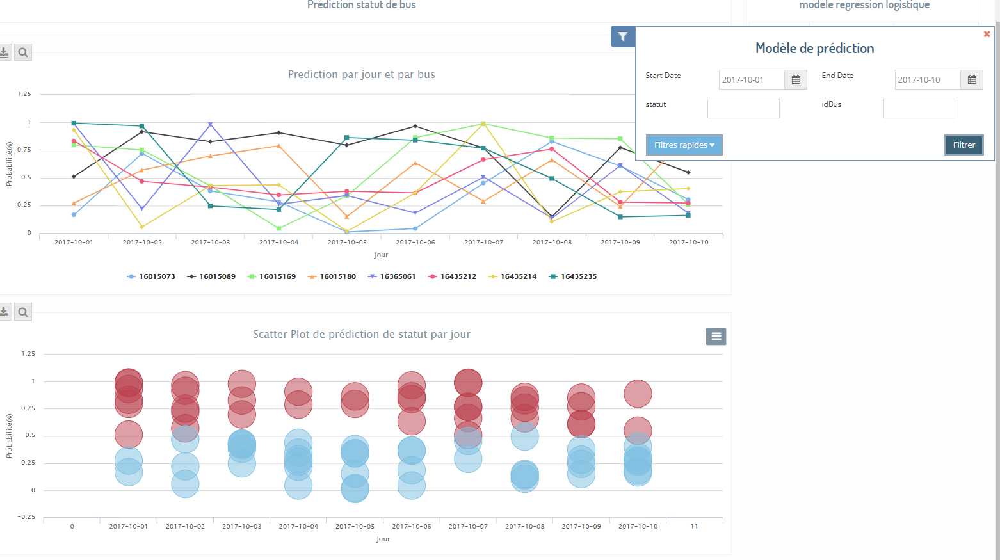 Prédiction statut de bus
modele regression logistique
Modèle de prédiction
Start Date
2017-10-01
End Date
2017-10-10
statut
idBus
Filtres rapides
Filtrer
Prediction par jour et par bus
Probabilité(%)
1.25
1
0.75
0.5
0.25
0
2017-10-01 2017-10-02 2017-10-03 2017-10-04 2017-10-05 2017-10-06 2017-10-07 2017-10-08 2017-10-09 2017-10-10
Jour
16015073 16015089 16015169 16015180 16365061 16435212 16435214 16435235
Scatter Plot de prédiction de statut par jour
Probabilité(%)
1.25
1
0.75
0.5
0.25
0
-0.25
0 2017-10-01 2017-10-02 2017-10-03 2017-10-04 2017-10-05 2017-10-06 2017-10-07 2017-10-08 2017-10-09 2017-10-10 11
Jour